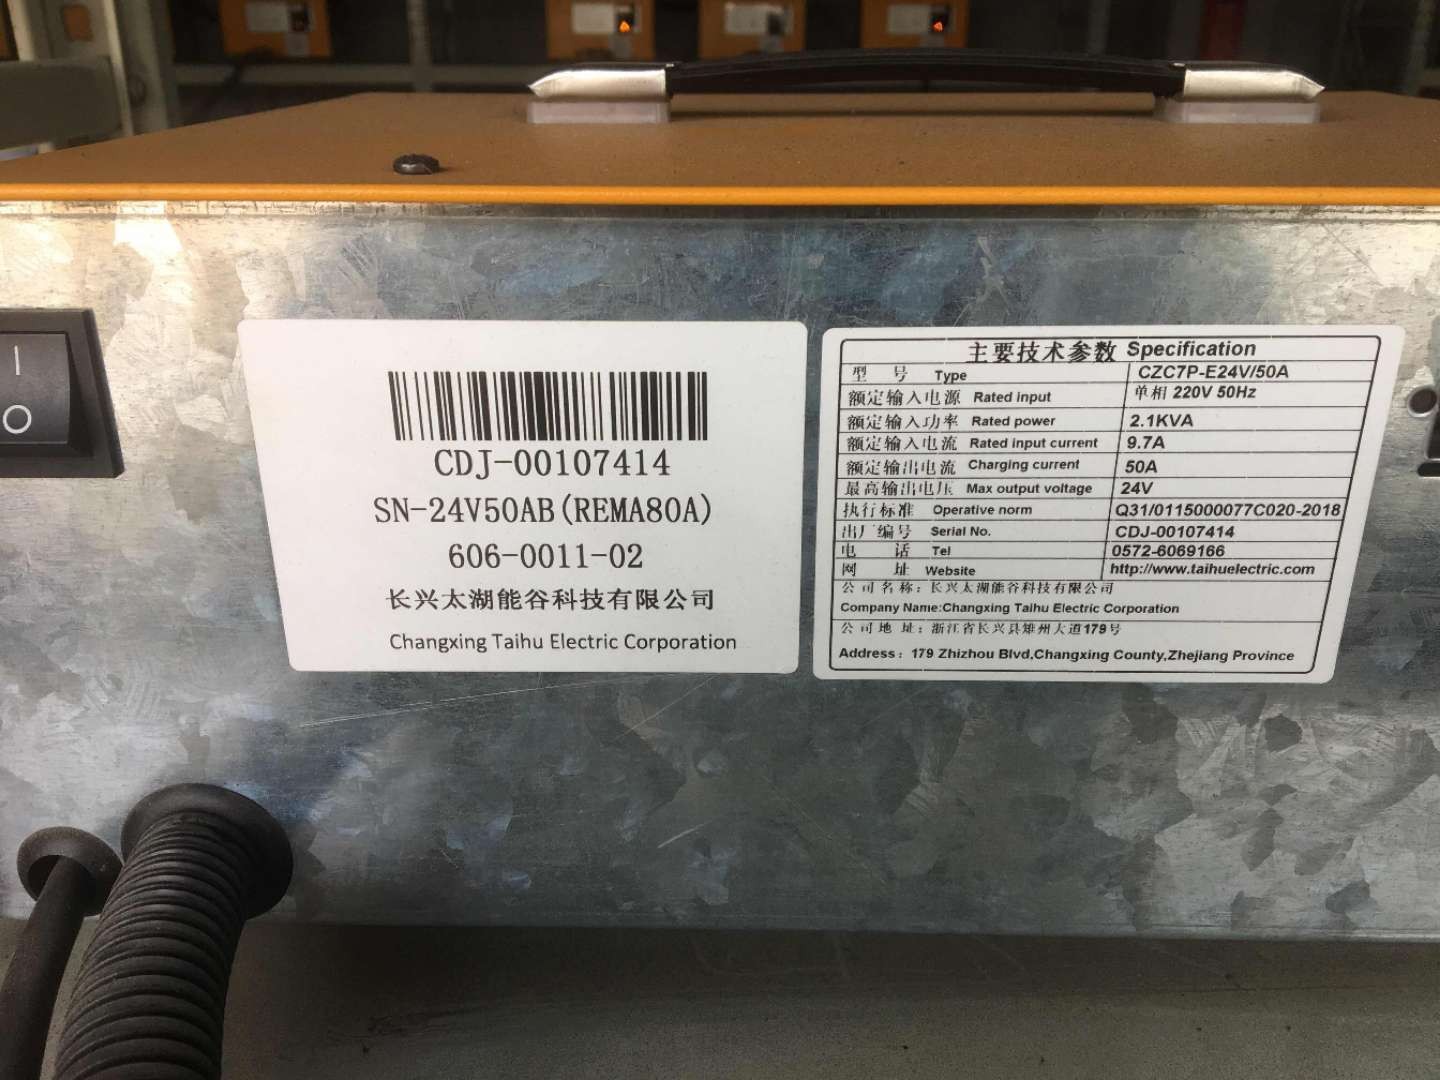 CDJ-00107414
SN-24V50AB(REMA80A)
606-0011-02
长兴太湖能谷科技有限公司
Changxing Taihu Electric Corporation
主要技术参数 Specification
型 号 Type CZC7P-E24V/50A
额定输入电源 Rated input 单相 220V 50Hz
额定输入功率 Rated power 2.1KVA
额定输入电流 Rated input current 9.7A
额定输出电流 Charging current 50A
最高输出电压 Max output voltage 24V
执行标准 Operative norm Q31/0115000077C020-2018
出厂编号 Serial No. CDJ-00107414
电 话 Tel 0572-6069166
网 址 Website http://www.taihuelectric.com
公司名称：长兴太湖能谷科技有限公司
Company Name:Changxing Taihu Electric Corporation
公司地址：浙江省长兴县雉州大道179号
Address：179 Zhizhou Blvd,Changxing County,Zhejiang Province